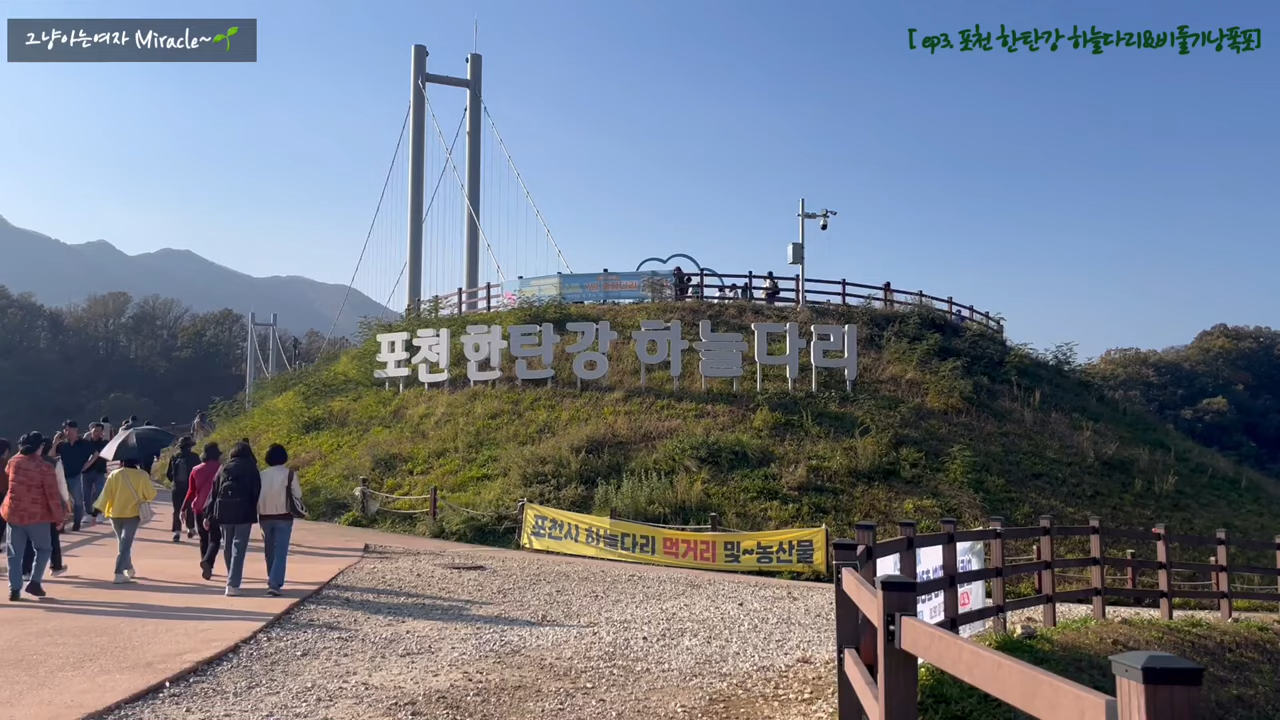 그냥아는여자 Miracle~
[ ep3. 포천 한탄강 하늘다리&비둘기낭폭포]
포천 한탄강 하늘다리
포천시 하늘다리 먹거리 및~농산물